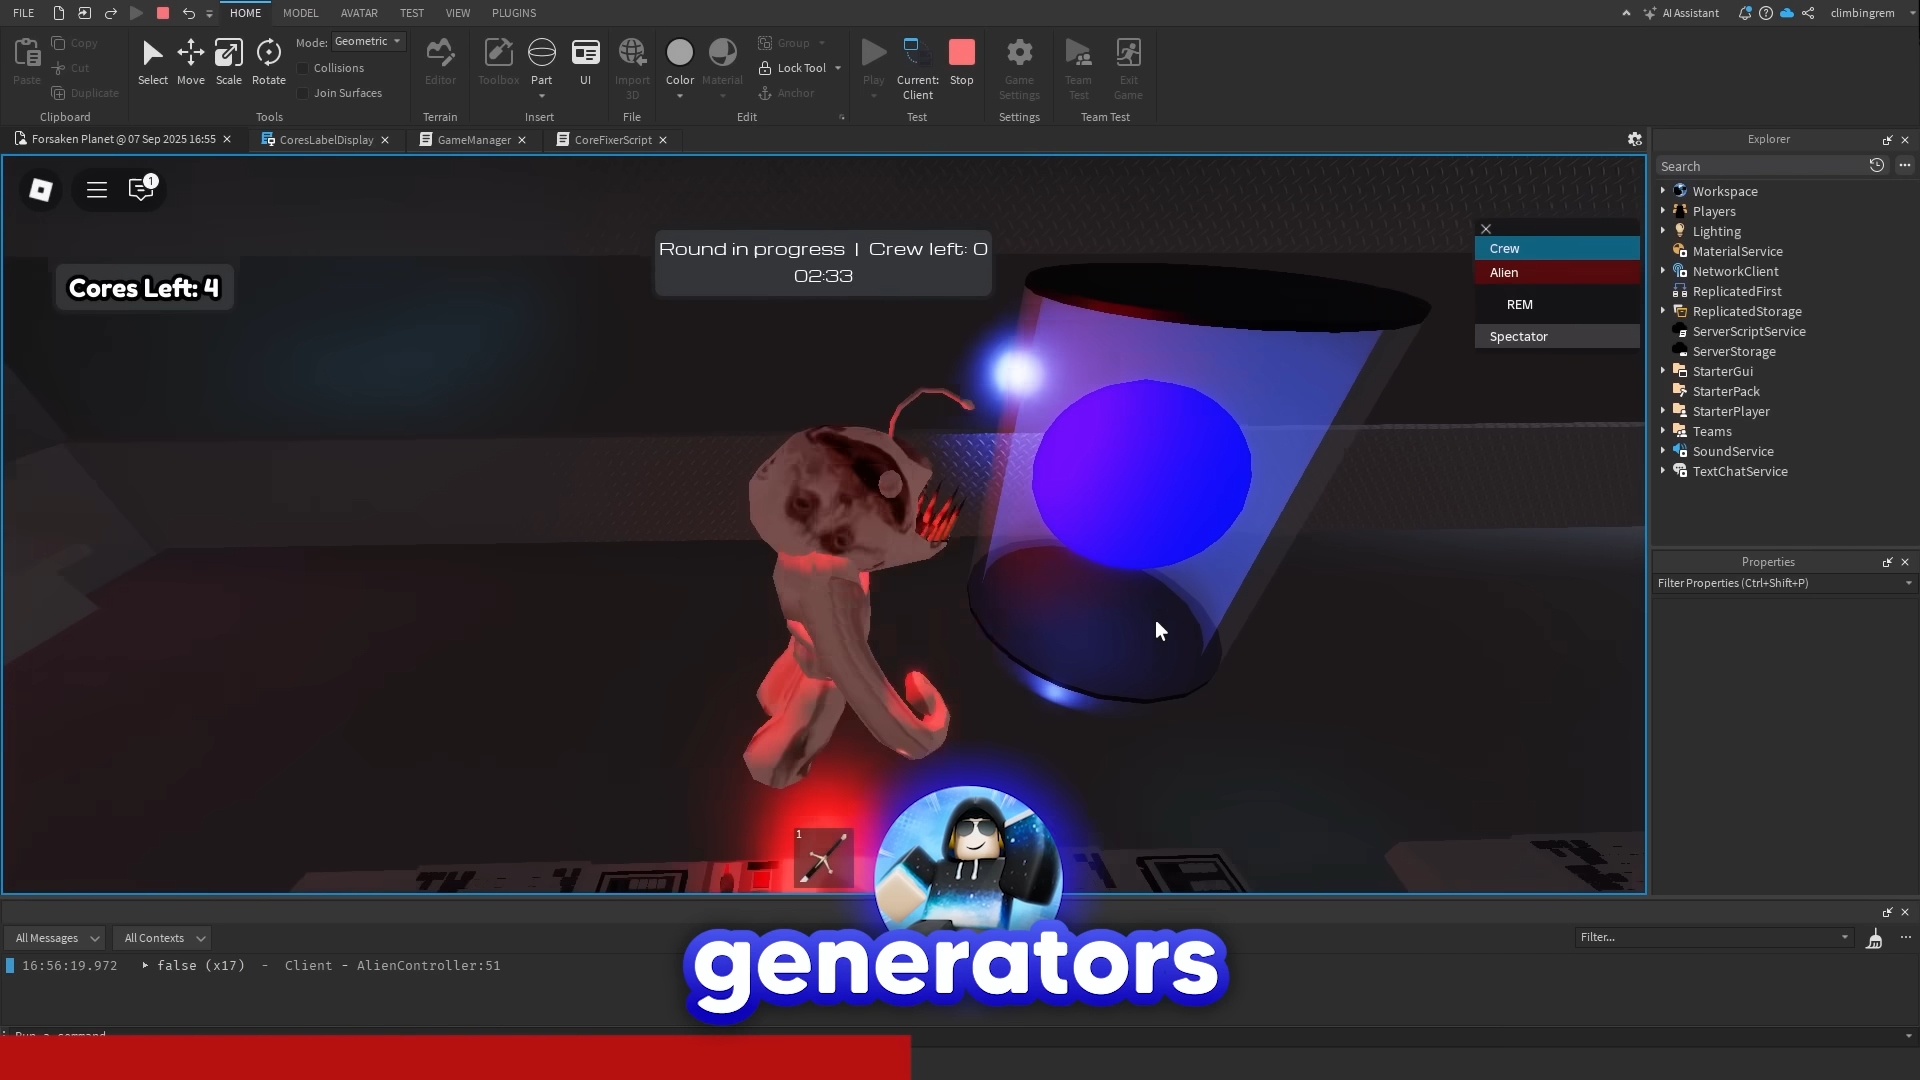 FILE
HOME
MODEL
AVATAR
TEST
VIEW
PLUGINS
AI Assistant
climbingrem
Paste
Copy
Cut
Duplicate
Clipboard
Select
Move
Scale
Rotate
Mode: Geometric
Collisions
Join Surfaces
Tools
Editor
Terrain
Toolbox
Part
UI
Insert
Import
3D
File
Color
Material
Group
Lock Tool
Anchor
Edit
Play
Current:
Client
Stop
Test
Game
Settings
Settings
Team
Test
Exit
Game
Team Test
Forsaken Planet @ 07 Sep 2025 16:55
CoresLabelDisplay
GameManager
CoreFixerScript
1
Cores Left: 4
Round in progress | Crew left: 0
02:33
Crew
Alien
REM
Spectator
1
Explorer
Search
Workspace
Players
Lighting
MaterialService
NetworkClient
ReplicatedFirst
ReplicatedStorage
ServerScriptService
ServerStorage
StarterGui
StarterPack
StarterPlayer
Teams
SoundService
TextChatService
Properties
Filter Properties (Ctrl+Shift+P)
All Messages
All Contexts
Filter...
16:56:19.972 false (x17) - Client - AlienController:51
generators
Run a command